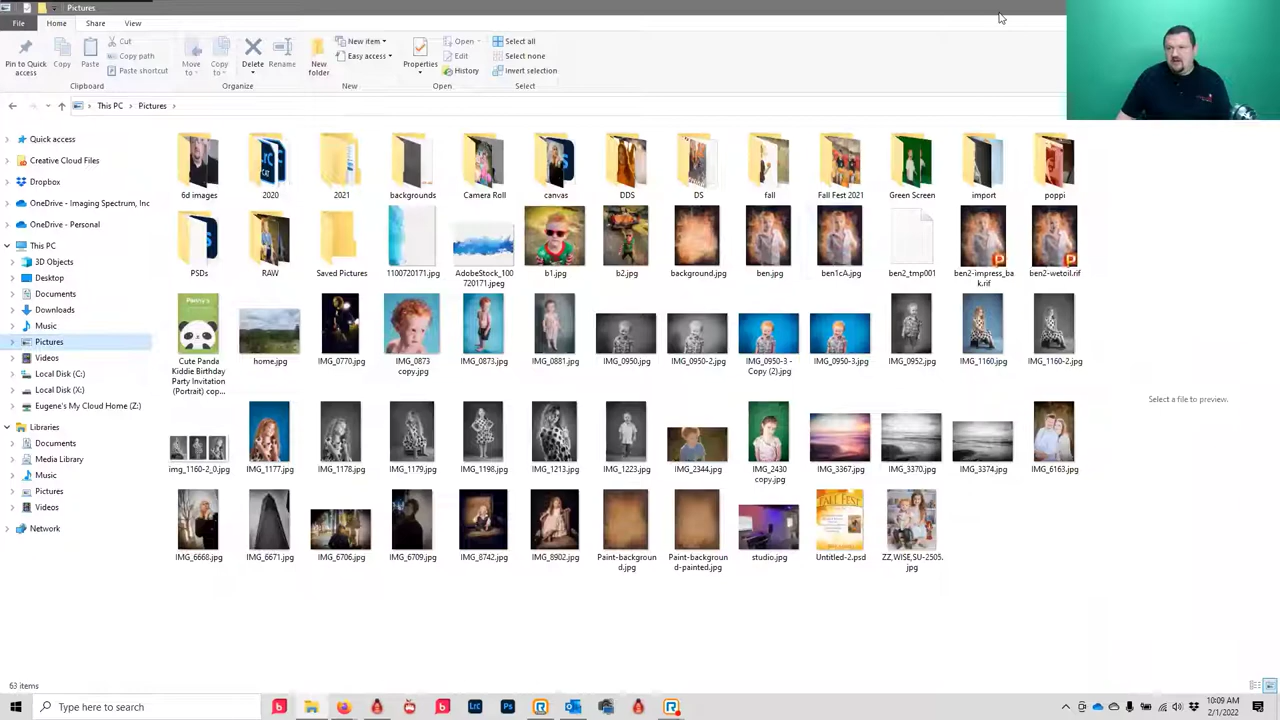 Pictures
File Home Share View
Pin to Quick access
Copy
Paste
Cut
Copy path
Paste shortcut
Move to
Copy to
Delete
Rename
New folder
New item
Easy access
Properties
Open
Edit
History
Select all
Select none
Invert selection
Clipboard Organize New Open Select
This PC Pictures
Quick access
Creative Cloud Files
Dropbox
OneDrive - Imaging Spectrum, Inc
OneDrive - Personal
This PC
3D Objects
Desktop
Documents
Downloads
Music
Pictures
Videos
Local Disk (C:)
Local Disk (X:)
Eugene's My Cloud Home (Z:)
Libraries
Documents
Media Library
Music
Pictures
Videos
Network
6d images 2020 2021 backgrounds Camera Roll canvas DDS DS fall Fall Fest 2021 Green Screen import poppi
PSDs RAW Saved Pictures 1100720171.jpg AdobeStock_100720171.jpeg b1.jpg b2.jpg background.jpg ben.jpg ben1cA.jpg ben2_tmp001 ben2-impress_bak.rif ben2-wetoil.rif
Cute Panda Kiddie Birthday Party Invitation (Portrait) cop... home.jpg IMG_0770.jpg IMG_0873 copy.jpg IMG_0873.jpg IMG_0881.jpg IMG_0950.jpg IMG_0950-2.jpg IMG_0950-3 - Copy (2).jpg IMG_0950-3.jpg IMG_0952.jpg IMG_1160.jpg IMG_1160-2.jpg
img_1160-2_0.jpg IMG_1177.jpg IMG_1178.jpg IMG_1179.jpg IMG_1198.jpg IMG_1213.jpg IMG_1223.jpg IMG_2344.jpg IMG_2430 copy.jpg IMG_3367.jpg IMG_3370.jpg IMG_3374.jpg IMG_6163.jpg
IMG_6668.jpg IMG_6671.jpg IMG_6706.jpg IMG_6709.jpg IMG_8742.jpg IMG_8902.jpg Paint-background.jpg Paint-background-painted.jpg studio.jpg Untitled-2.psd ZZ,WISE,SU-2505.jpg
Select a file to preview.
63 items
Type here to search
10:09 AM
2/1/2022